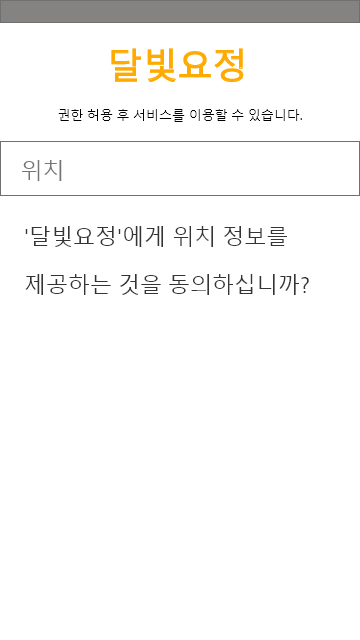 달빛요정
권한 허용 후 서비스를 이용할 수 있습니다.
위치
'달빛요정'에게 위치 정보를
제공하는 것을 동의하십니까?